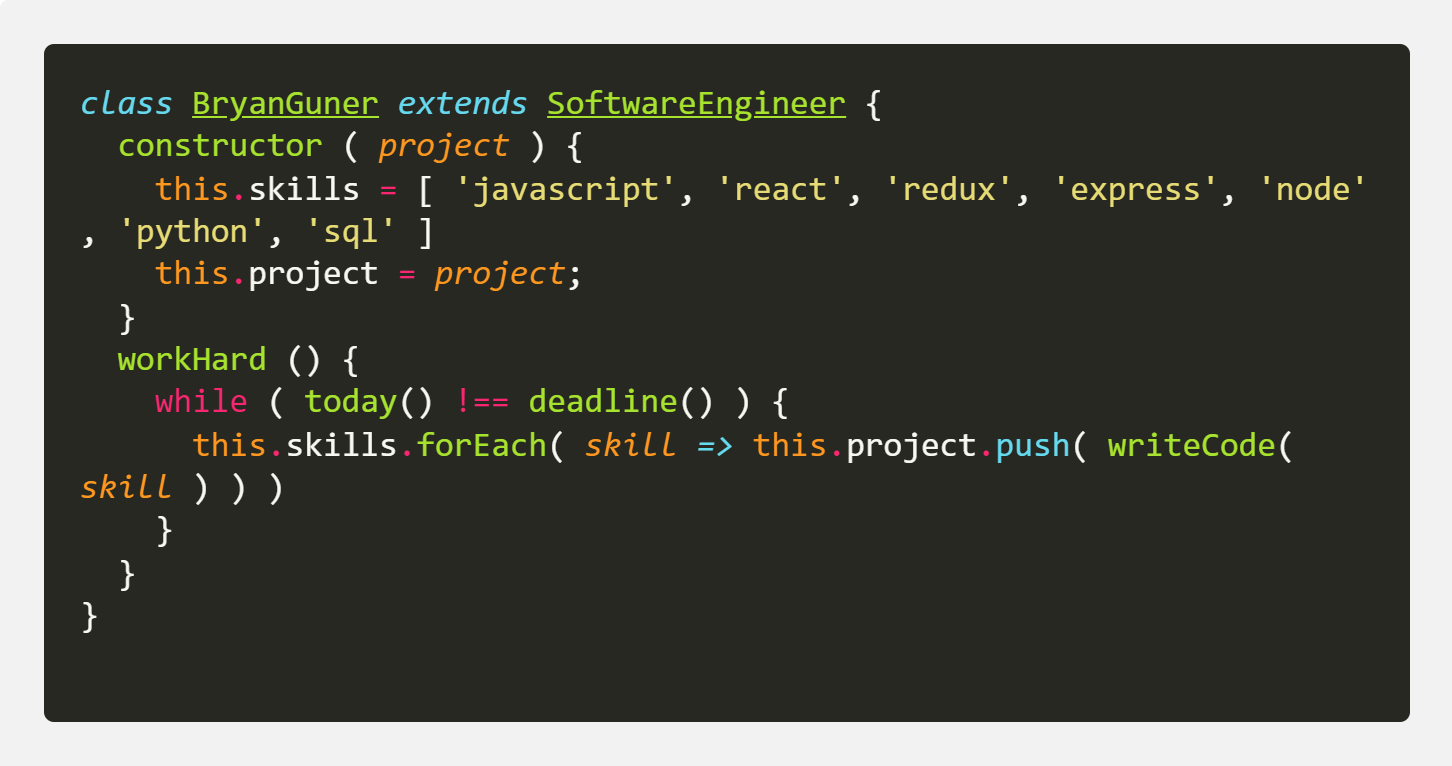 class BryanGuner extends SoftwareEngineer {
  constructor ( project ) {
    this.skills = [ 'javascript', 'react', 'redux', 'express', 'node'
, 'python', 'sql' ]
    this.project = project;
  }
  workHard () {
    while ( today() !== deadline() ) {
      this.skills.forEach( skill => this.project.push( writeCode(
skill ) ) )
    }
  }
}